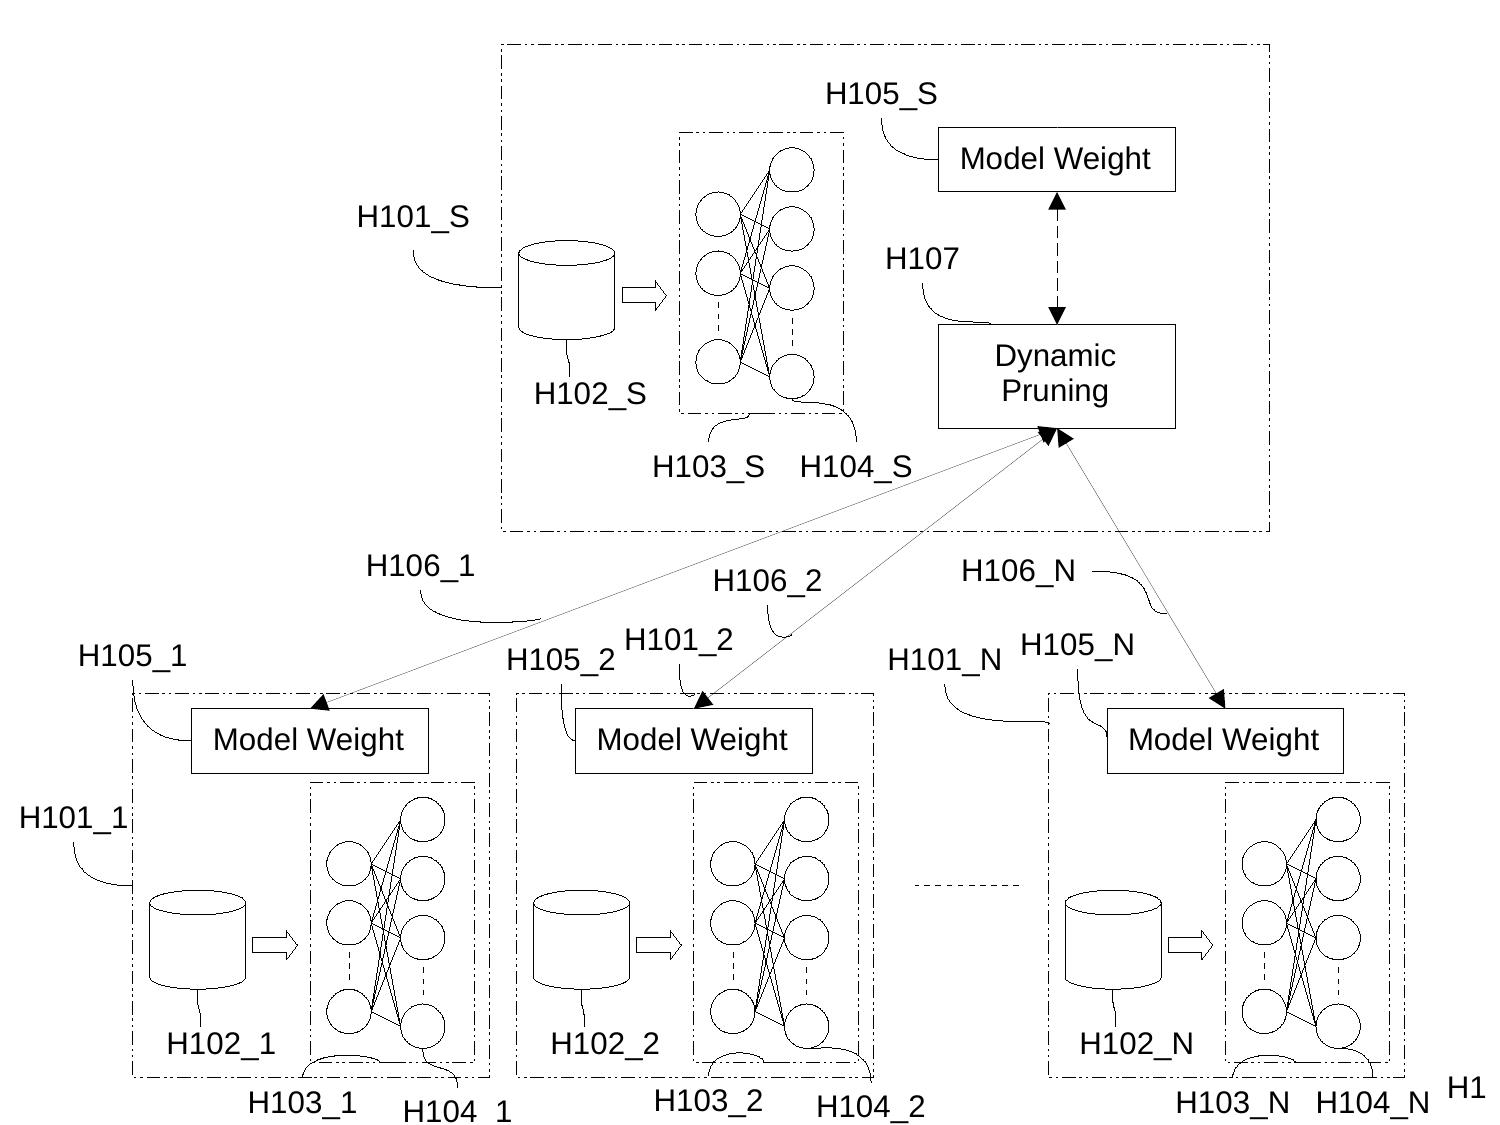 H105_S
Model Weight
H101_S
H107
Dynamic
Pruning
H102_S
H103_S
H104_S
H106_1
H106_2
H106_N
H105_1
H105_2
H101_2
H101_N
H105_N
Model Weight
Model Weight
Model Weight
H101_1
H102_1
H102_2
H102_N
H103_1
H104_1
H103_2
H104_2
H103_N
H104_N
H1